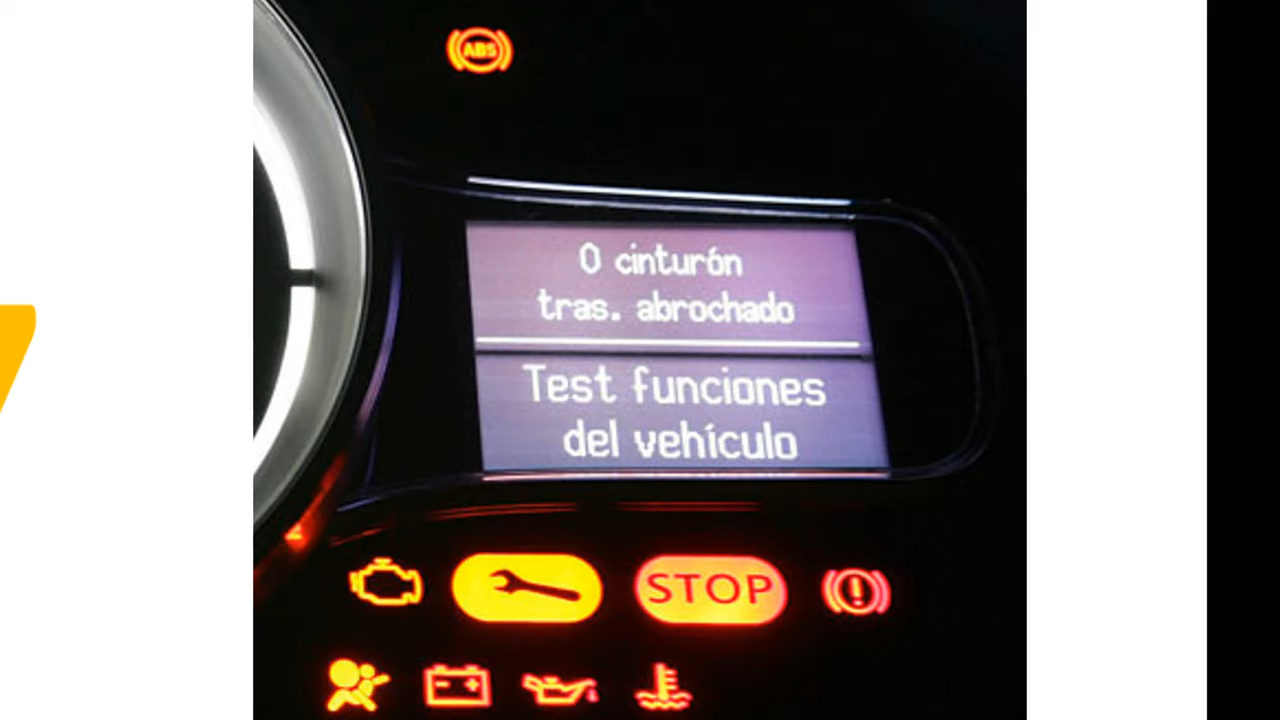 ABS
0 cinturón
tras. abrochado
Test funciones
del vehículo
STOP